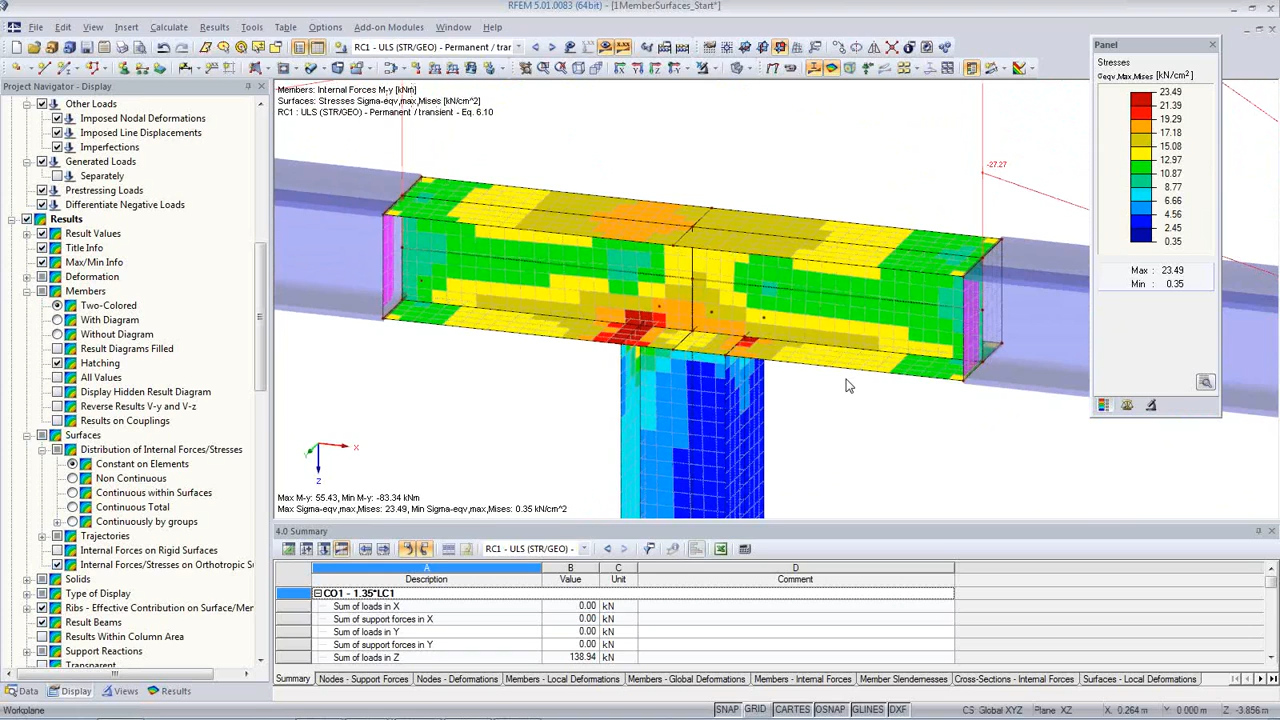 RFEM 5.01.0083 (64bit) - [1MemberSurfaces_Start*]
File Edit View Insert Calculate Results Tools Table Options Add-on Modules Window Help
RC1 - ULS (STR/GEO) - Permanent / tran
Project Navigator - Display
Other Loads
Imposed Nodal Deformations
Imposed Line Displacements
Imperfections
Generated Loads
Separately
Prestressing Loads
Differentiate Negative Loads
Results
Result Values
Title Info
Max/Min Info
Deformation
Members
Two-Colored
With Diagram
Without Diagram
Result Diagrams Filled
Hatching
All Values
Display Hidden Result Diagram
Reverse Results V-y and V-z
Results on Couplings
Surfaces
Distribution of Internal Forces/Stresses
Constant on Elements
Non Continuous
Continuous within Surfaces
Continuous Total
Continuously by groups
Trajectories
Internal Forces on Rigid Surfaces
Internal Forces/Stresses on Orthotropic Su
Solids
Type of Display
Ribs - Effective Contribution on Surface/Mem
Result Beams
Results Within Column Area
Support Reactions
Transparent
Data Display Views Results
Members: Internal Forces M-y [kNm]
Surfaces: Stresses Sigma-eqv,max,Mises [kN/cm²]
RC1 : ULS (STR/GEO) - Permanent / transient - Eq. 6.10
-27.27
X
Y
Z
Max M-y: 55.43, Min M-y: -83.34 kNm
Max Sigma-eqv,max,Mises: 23.49, Min Sigma-eqv,max,Mises: 0.35 kN/cm²
Panel
Stresses
σeqv,Max,Mises [kN/cm²]
23.49
21.39
19.29
17.18
15.08
12.97
10.87
8.77
6.66
4.56
2.45
0.35
Max : 23.49
Min : 0.35
4.0 Summary
RC1 - ULS (STR/GEO) -
A B C D
Description Value Unit Comment
CO1 - 1.35*LC1
Sum of loads in X 0.00 kN
Sum of support forces in X 0.00 kN
Sum of loads in Y 0.00 kN
Sum of support forces in Y 0.00 kN
Sum of loads in Z 138.94 kN
Summary Nodes - Support Forces Nodes - Deformations Members - Local Deformations Members - Global Deformations Members - Internal Forces Member Slendernesses Cross-Sections - Internal Forces Surfaces - Local Deformations
Workplane SNAP GRID CARTES OSNAP GLINES DXF CS: Global XYZ Plane: XZ X: 0.264 m Y: 0.000 m Z: -3.856 m